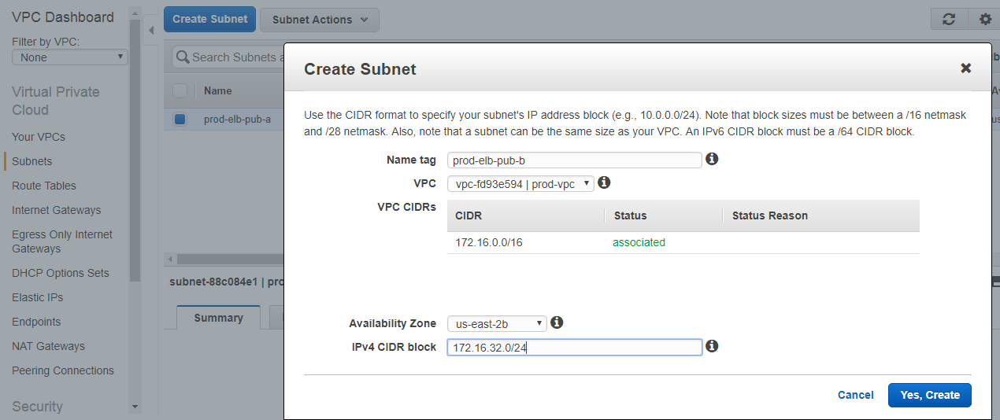 VPC Dashboard
Filter by VPC:
None
Virtual Private
Cloud
Your VPCs
Subnets
Route Tables
Internet Gateways
Egress Only Internet
Gateways
DHCP Options Sets
Elastic IPs
Endpoints
NAT Gateways
Peering Connections
Security
Create Subnet
Subnet Actions
Search Subnets a
Name
prod-elb-pub-a
subnet-88c084e1 | pro
Summary
Create Subnet
Use the CIDR format to specify your subnet's IP address block (e.g., 10.0.0.0/24). Note that block sizes must be between a /16 netmask
and /28 netmask. Also, note that a subnet can be the same size as your VPC. An IPv6 CIDR block must be a /64 CIDR block.
Name tag prod-elb-pub-b
VPC vpc-fd93e594 | prod-vpc
VPC CIDRs
CIDR Status Status Reason
172.16.0.0/16 associated
Availability Zone us-east-2b
IPv4 CIDR block 172.16.32.0/24
Cancel Yes, Create